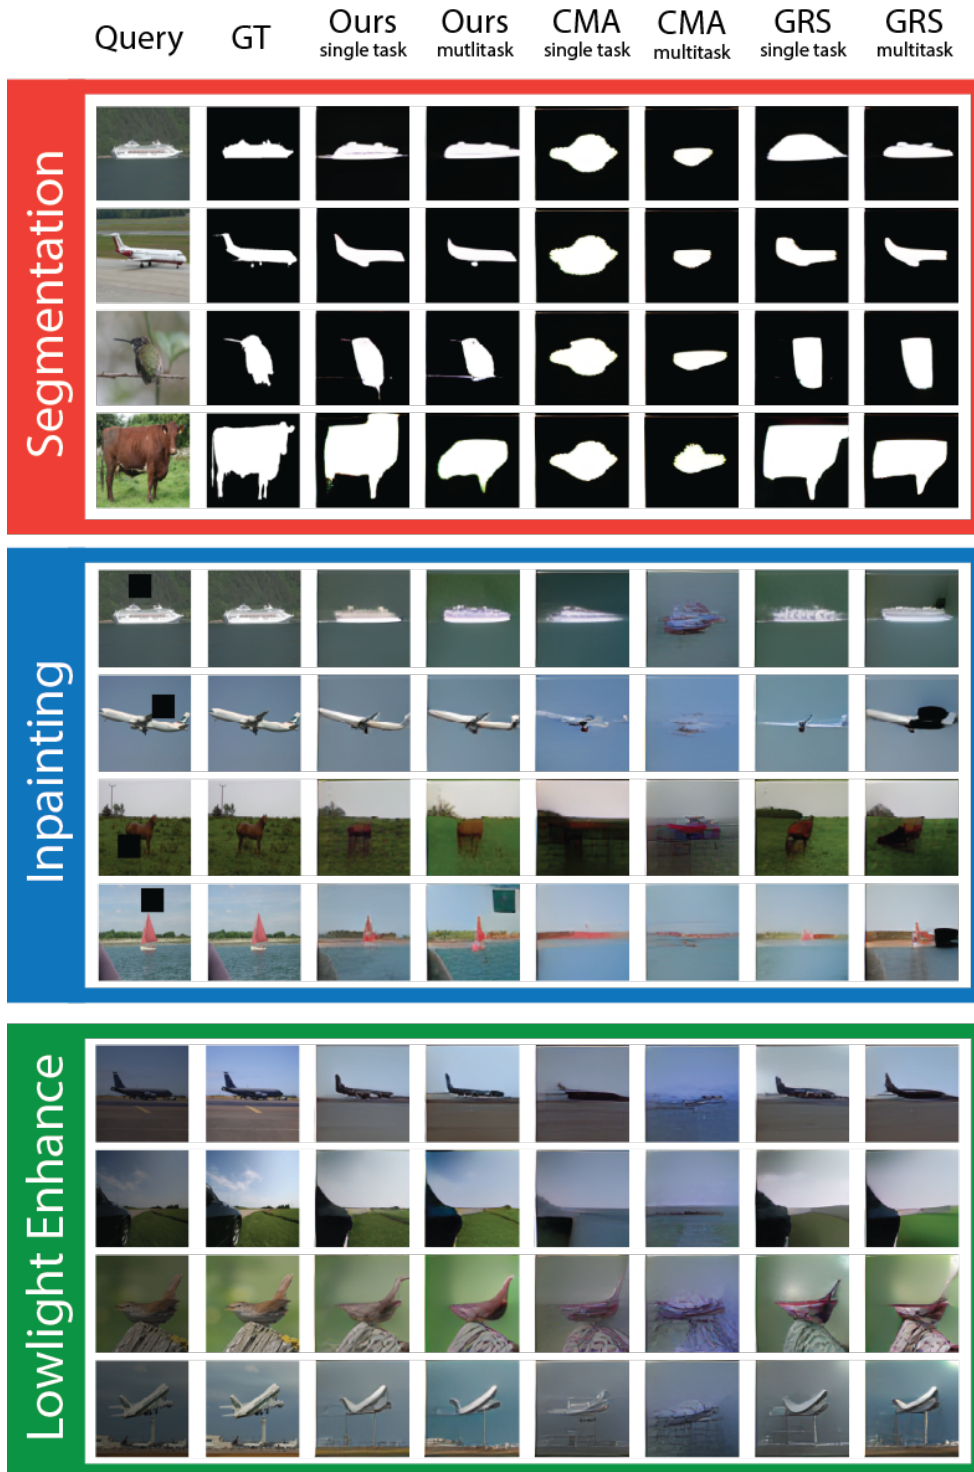 Query GT Ours Ours CMA CMA GRS GRS
single task mutlitask single task multitask single task multitask
Segmentation
Inpainting
Lowlight Enhance